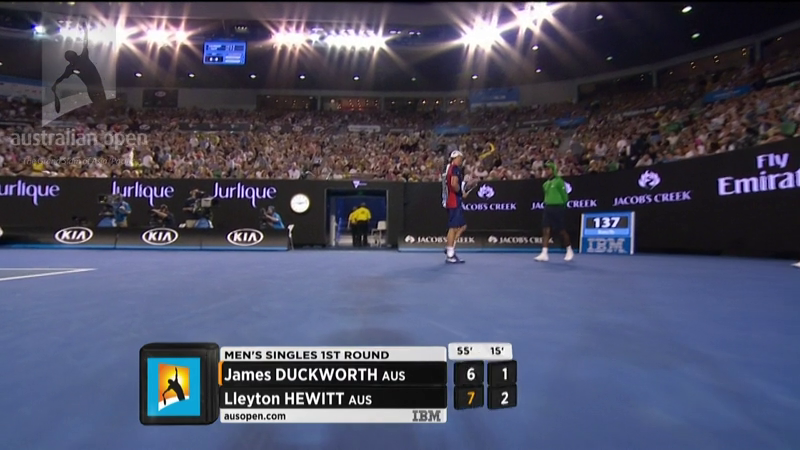 australian open
Jurlique Jurlique Jurlique
KIA KIA KIA
JACOB'S CREEK JACOB'S CREEK
JACOB'S CREEK JACOB'S CREEK
Fly
Emirat
137
IBM
MEN'S SINGLES 1ST ROUND 55' 15'
James DUCKWORTH AUS 6 1
Lleyton HEWITT AUS 7 2
ausopen.com IBM